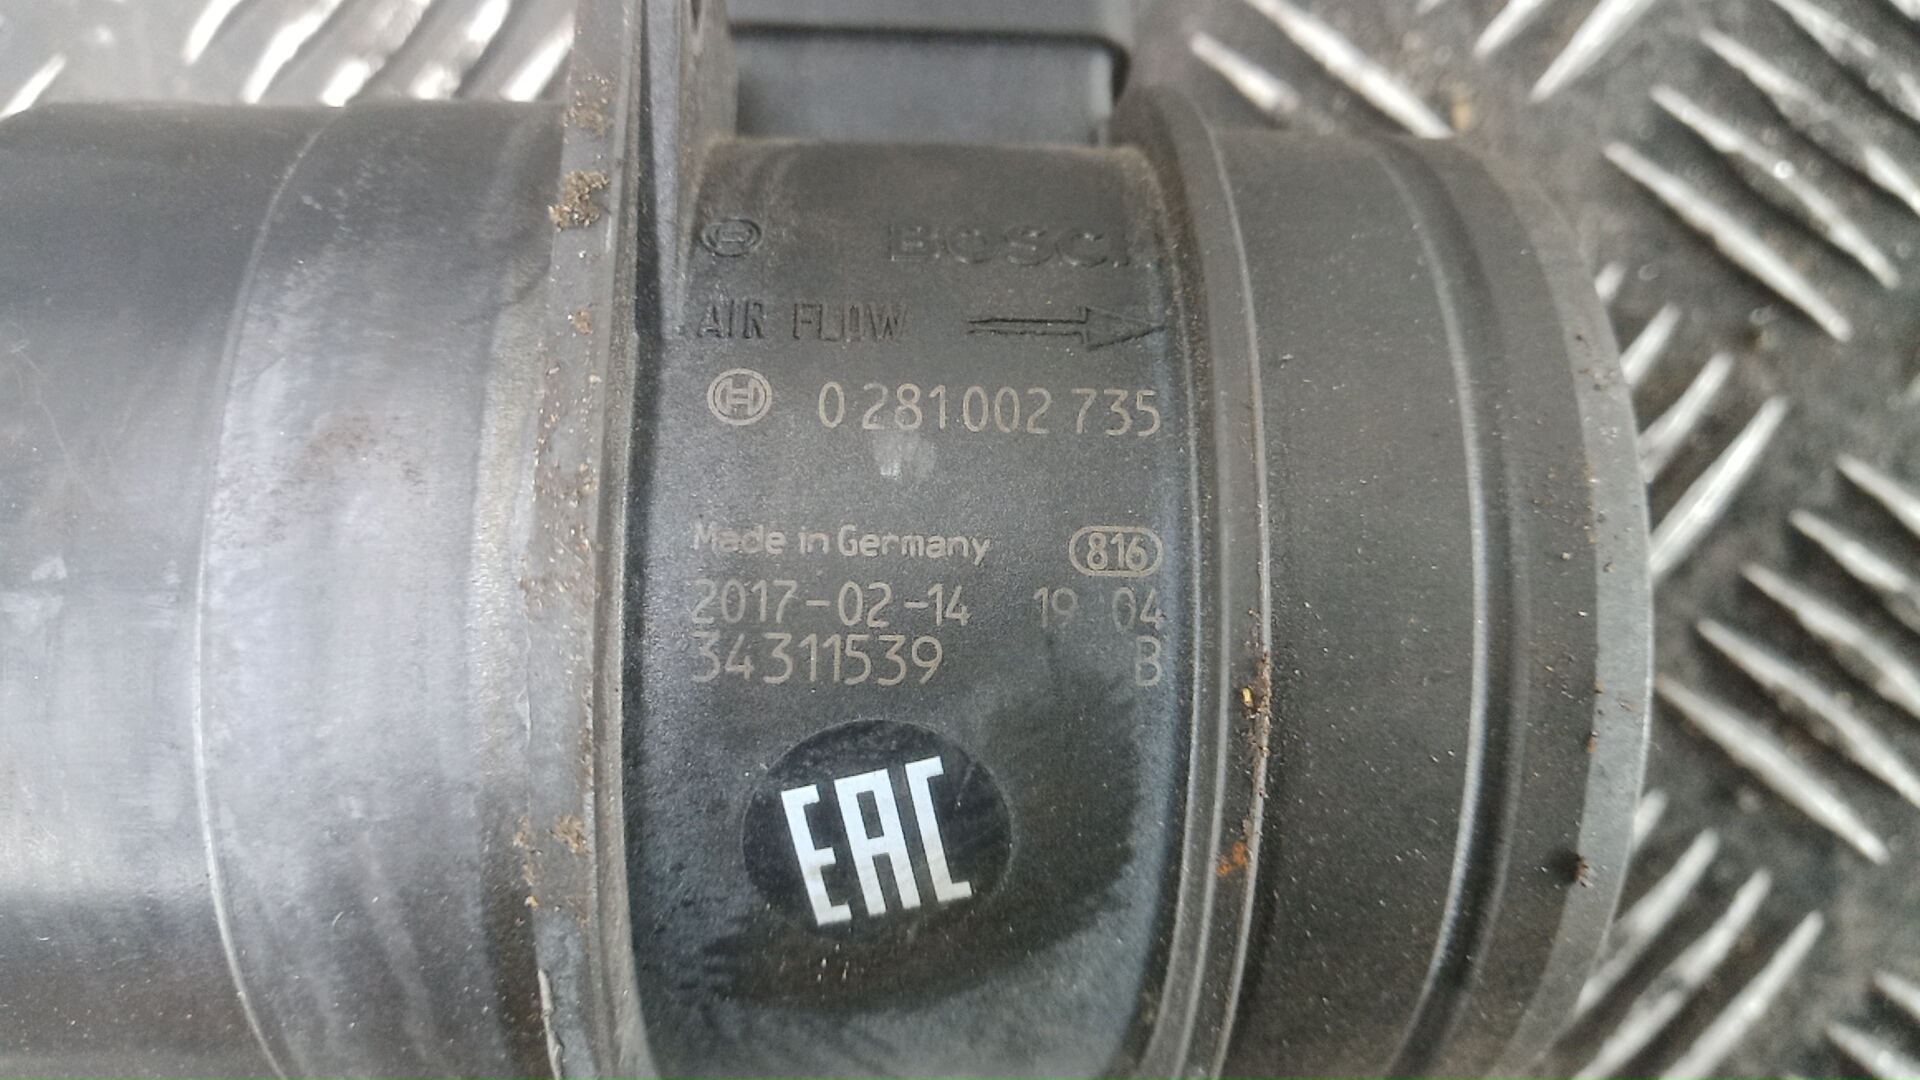 BOSCH
AIR FLOW
0 281 002 735
Made in Germany 816
2017-02-14 19 04
34311539 B
EAC